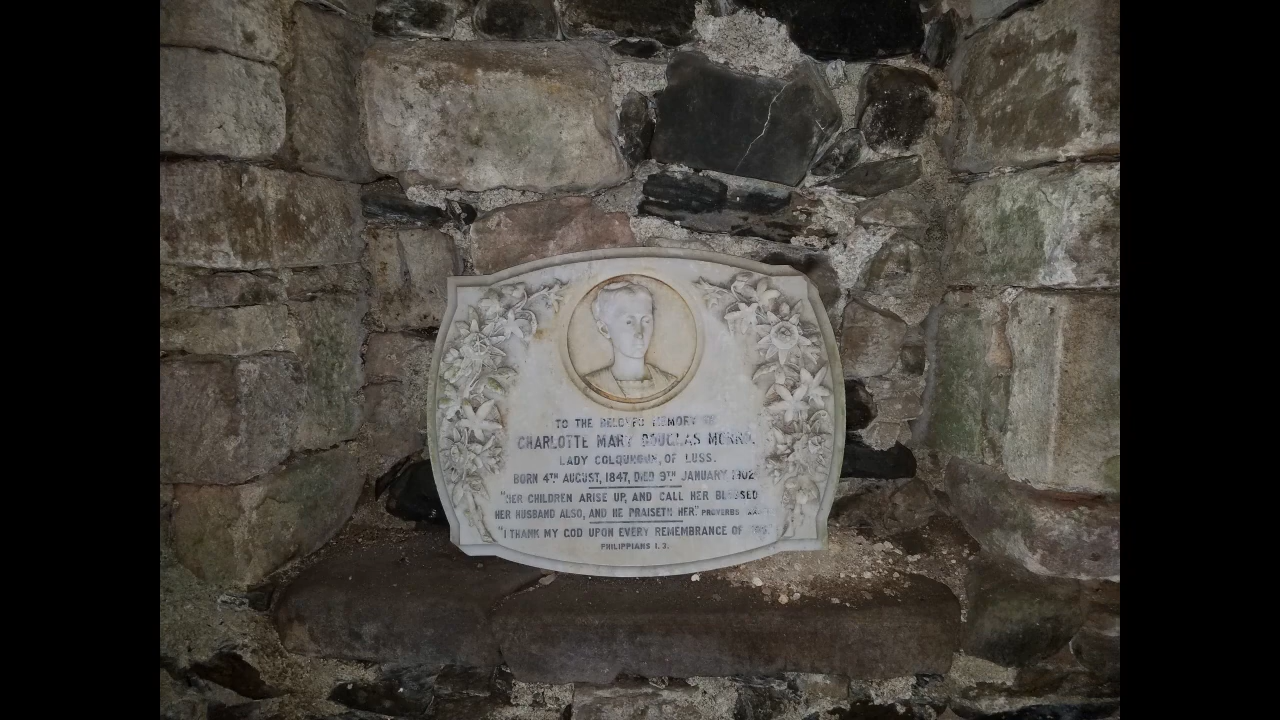 TO THE BELOVED MEMORY OF
CHARLOTTE MARY DOUGLAS MUNRO,
LADY COLQUHOUN, OF LUSS.
BORN 4TH AUGUST, 1847, DIED 9TH JANUARY 1902
"HER CHILDREN ARISE UP, AND CALL HER BLESSED
HER HUSBAND ALSO, AND HE PRAISETH HER." PROVERBS
"I THANK MY GOD UPON EVERY REMEMBRANCE OF
PHILIPPIANS 1. 3.